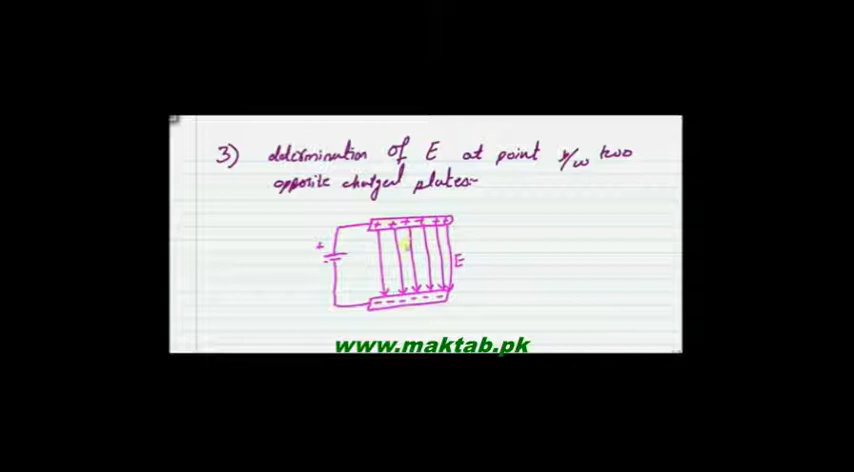 3) determination of E at point b/w two
opposite charged plates-
+ + + + + +
+
-
E
- - - - - - -
www.maktab.pk